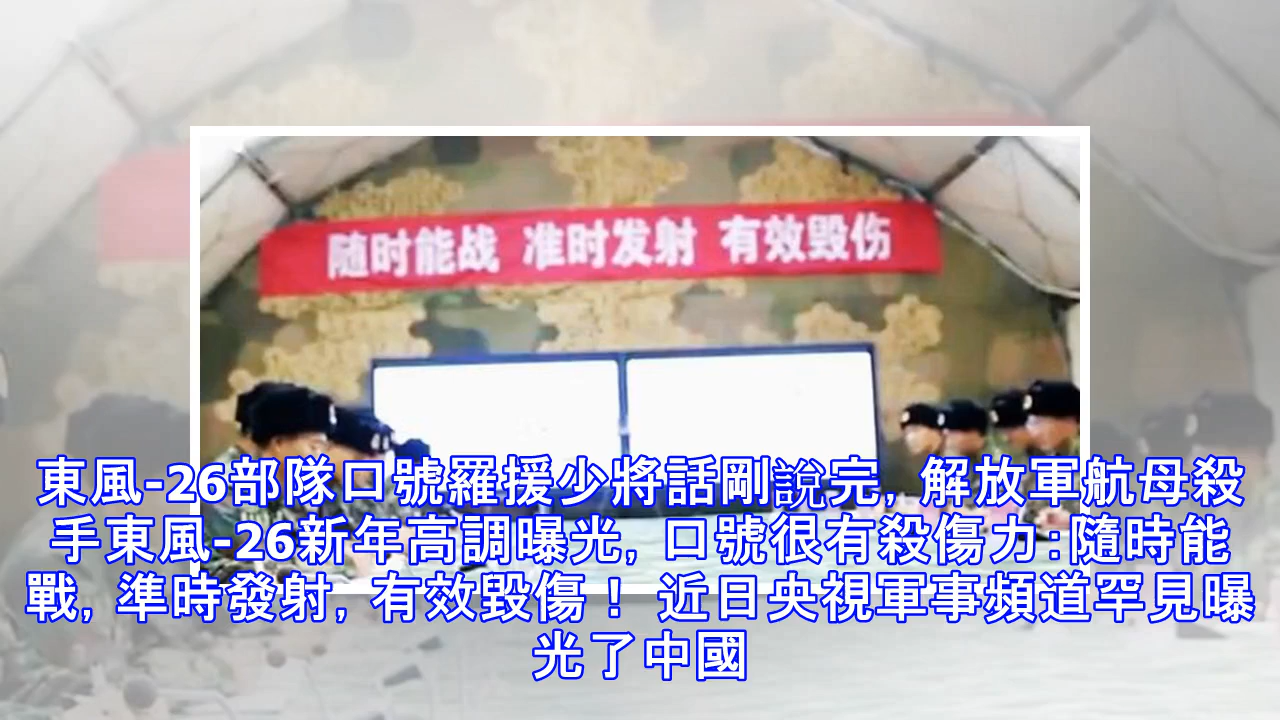 随时能战 准时发射 有效毁伤
東風-26部隊口號羅援少將話剛說完, 解放軍航母殺
手東風-26新年高調曝光, 口號很有殺傷力:隨時能
戰, 準時發射, 有效毀傷！ 近日央視軍事頻道罕見曝
光了中國